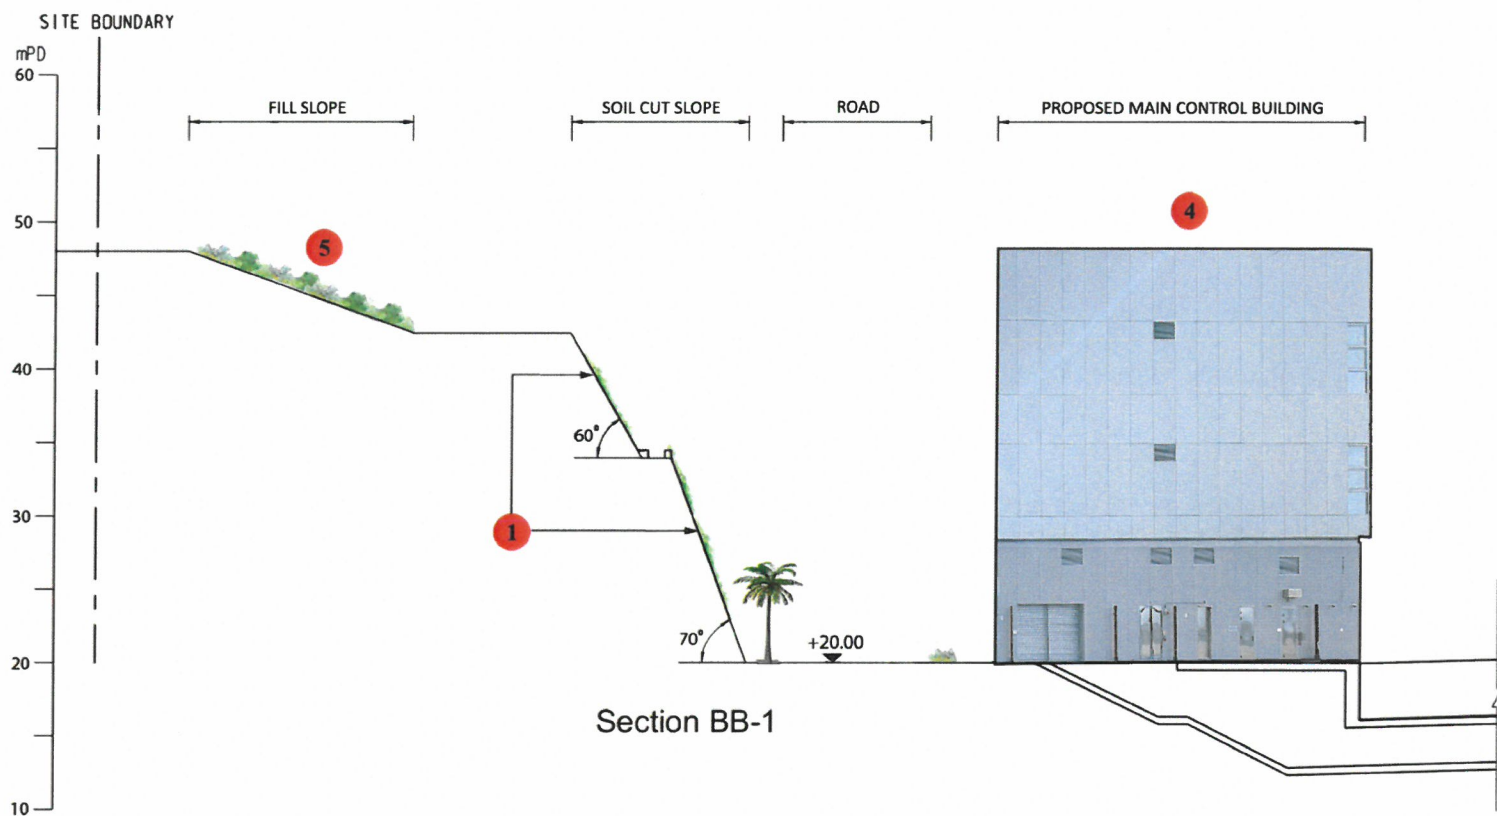 SITE BOUNDARY
mPD
60
FILL SLOPE
SOIL CUT SLOPE
ROAD
PROPOSED MAIN CONTROL BUILDING
50
5
4
40
60°
30
1
70°
+20.00
20
Section BB-1
10